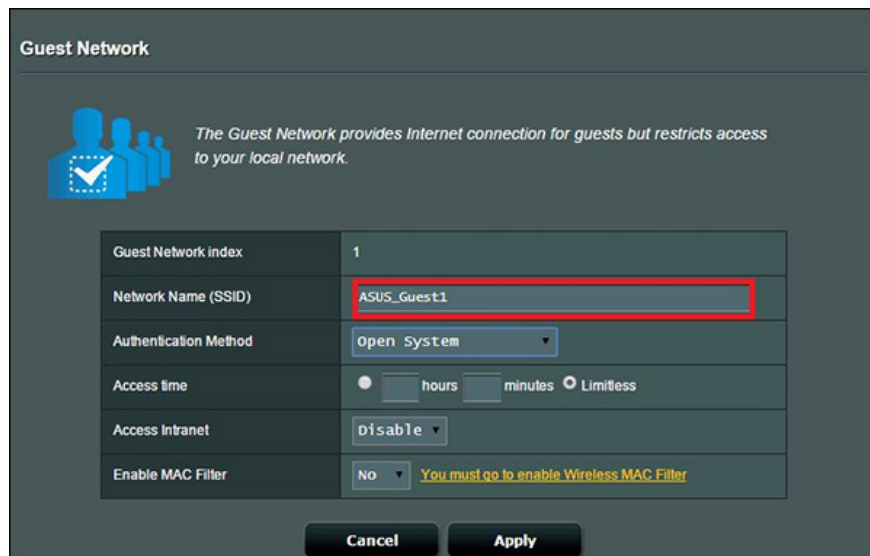 Guest Network
The Guest Network provides Internet connection for guests but restricts access
to your local network.
Guest Network index 1
Network Name (SSID) ASUS_Guest1
Authentication Method Open System
Access time hours minutes Limitless
Access Intranet Disable
Enable MAC Filter No You must go to enable Wireless MAC Filter
Cancel Apply